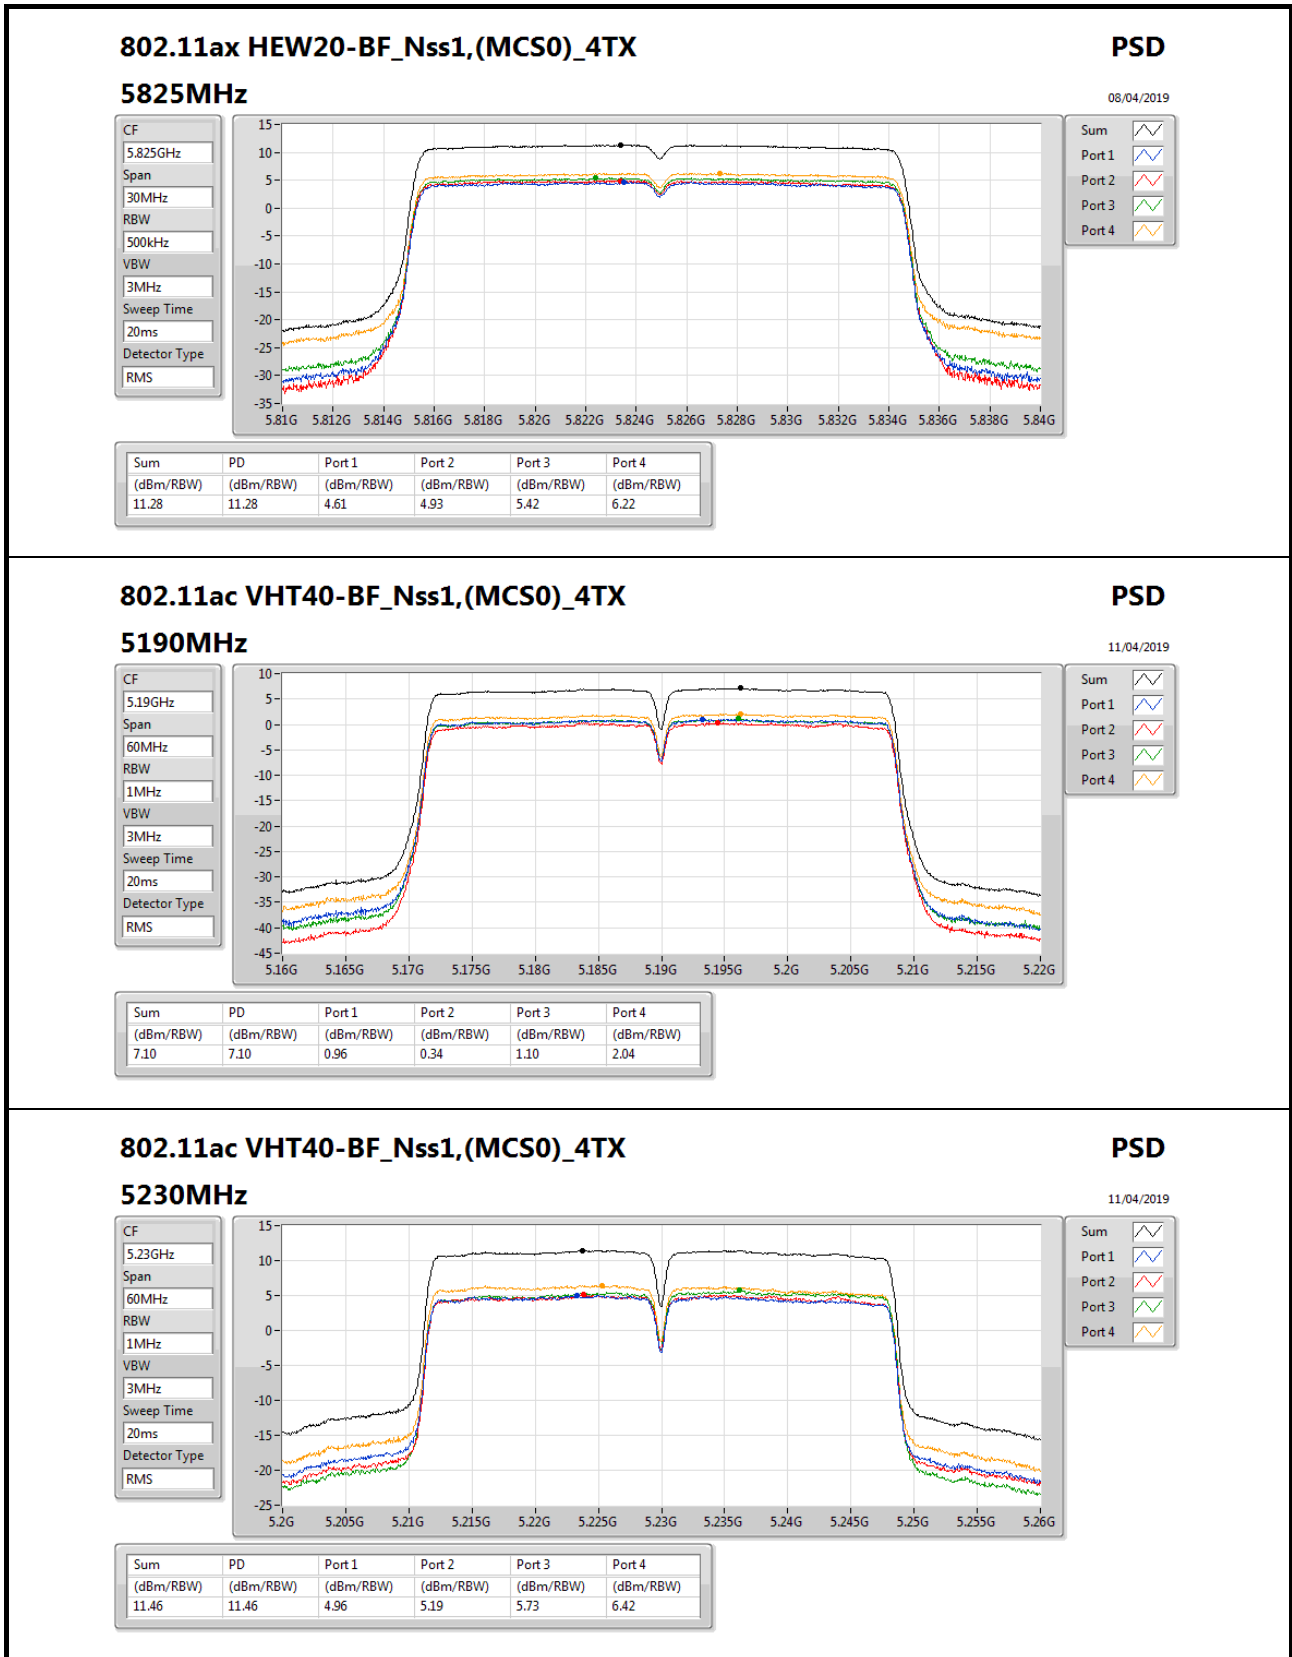 802.11ax HEW20-BF_Nss1,(MCS0)_4TX PSD
5825MHz 08/04/2019
CF
5.825GHz
Span
30MHz
RBW
500kHz
VBW
3MHz
Sweep Time
20ms
Detector Type
RMS
15
10
5
0
-5
-10
-15
-20
-25
-30
-35
5.81G 5.812G 5.814G 5.816G 5.818G 5.82G 5.822G 5.824G 5.826G 5.828G 5.83G 5.832G 5.834G 5.836G 5.838G 5.84G
Sum
Port 1
Port 2
Port 3
Port 4
Sum PD Port 1 Port 2 Port 3 Port 4
(dBm/RBW) (dBm/RBW) (dBm/RBW) (dBm/RBW) (dBm/RBW) (dBm/RBW)
11.28 11.28 4.61 4.93 5.42 6.22
802.11ac VHT40-BF_Nss1,(MCS0)_4TX PSD
5190MHz 11/04/2019
CF
5.19GHz
Span
60MHz
RBW
1MHz
VBW
3MHz
Sweep Time
20ms
Detector Type
RMS
10
5
0
-5
-10
-15
-20
-25
-30
-35
-40
-45
5.16G 5.165G 5.17G 5.175G 5.18G 5.185G 5.19G 5.195G 5.2G 5.205G 5.21G 5.215G 5.22G
Sum
Port 1
Port 2
Port 3
Port 4
Sum PD Port 1 Port 2 Port 3 Port 4
(dBm/RBW) (dBm/RBW) (dBm/RBW) (dBm/RBW) (dBm/RBW) (dBm/RBW)
7.10 7.10 0.96 0.34 1.10 2.04
802.11ac VHT40-BF_Nss1,(MCS0)_4TX PSD
5230MHz 11/04/2019
CF
5.23GHz
Span
60MHz
RBW
1MHz
VBW
3MHz
Sweep Time
20ms
Detector Type
RMS
15
10
5
0
-5
-10
-15
-20
-25
5.2G 5.205G 5.21G 5.215G 5.22G 5.225G 5.23G 5.235G 5.24G 5.245G 5.25G 5.255G 5.26G
Sum
Port 1
Port 2
Port 3
Port 4
Sum PD Port 1 Port 2 Port 3 Port 4
(dBm/RBW) (dBm/RBW) (dBm/RBW) (dBm/RBW) (dBm/RBW) (dBm/RBW)
11.46 11.46 4.96 5.19 5.73 6.42